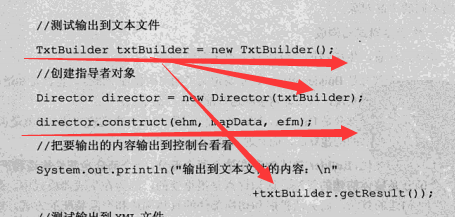 //测试输出到文本文件
TxtBuilder txtBuilder = new TxtBuilder();
//创建指导者对象
Director director = new Director(txtBuilder);
director.construct(ehm, mapData, efm);
//把要输出的内容输出到控制台看看
System.out.println("输出到文本文件的内容：\n"
+txtBuilder.getResult());
//测试输出到 XML 文件